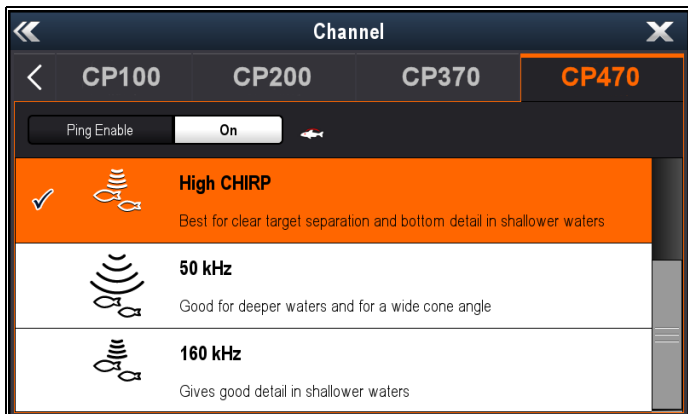 Channel
CP100 CP200 CP370 CP470
Ping Enable On
High CHIRP
Best for clear target separation and bottom detail in shallower waters
50 kHz
Good for deeper waters and for a wide cone angle
160 kHz
Gives good detail in shallower waters